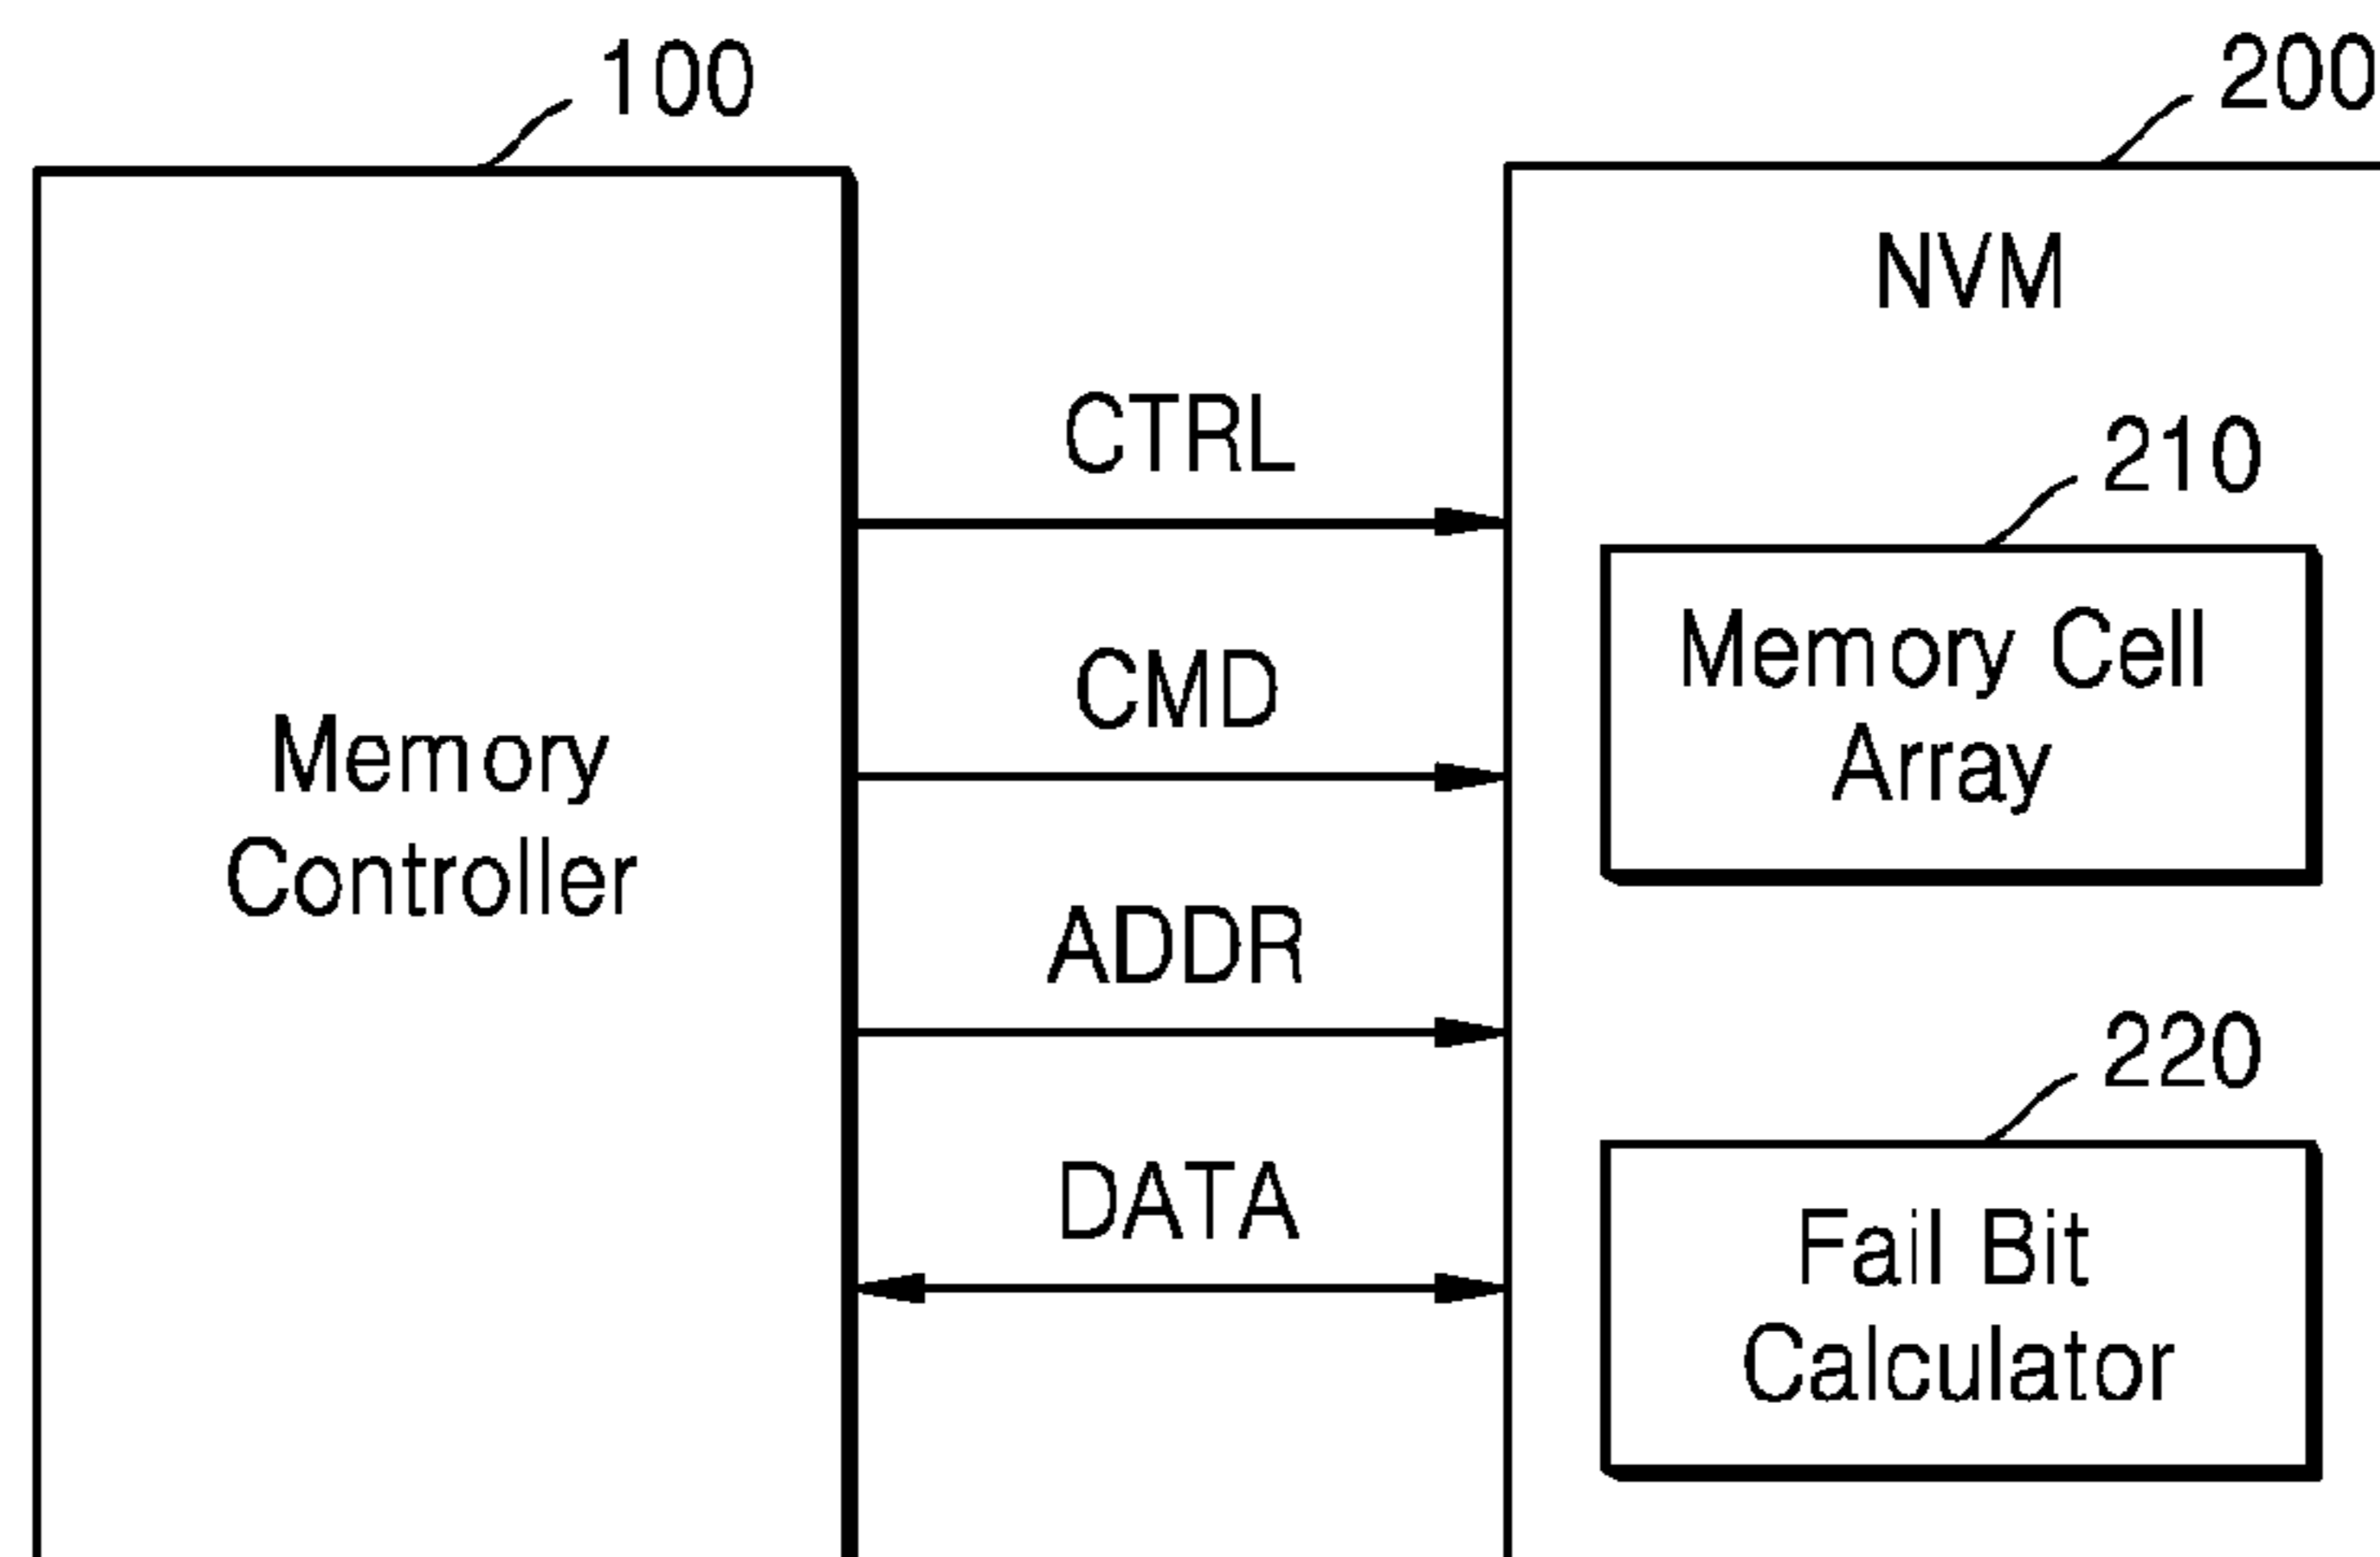 100
200
NVM
CTRL
210
CMD
Memory Cell
Array
Memory
Controller
ADDR
220
DATA
Fail Bit
Calculator